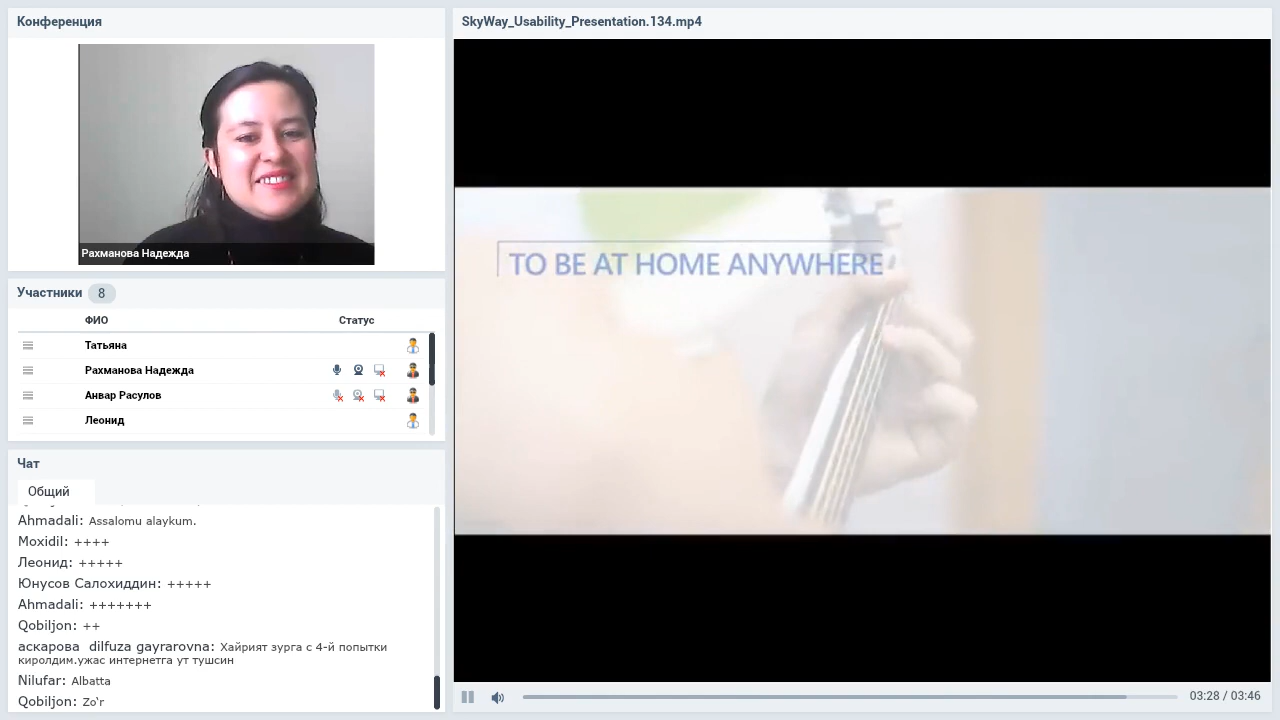 Конференция
Рахманова Надежда
Участники 8
ФИО Статус
Татьяна
Рахманова Надежда
Анвар Расулов
Леонид
Чат
Общий
Ahmadali: Assalomu alaykum.
Moxidil: ++++
Леонид: +++++
Юнусов Салохиддин: +++++
Ahmadali: +++++++
Qobiljon: ++
аскарова dilfuza gayrarovna: Хайрият зурга с 4-й попытки
киролдим.ужас интернетга ут тушсин
Nilufar: Albatta
Qobiljon: Zo'r
SkyWay_Usability_Presentation.134.mp4
TO BE AT HOME ANYWHERE
03:28 / 03:46